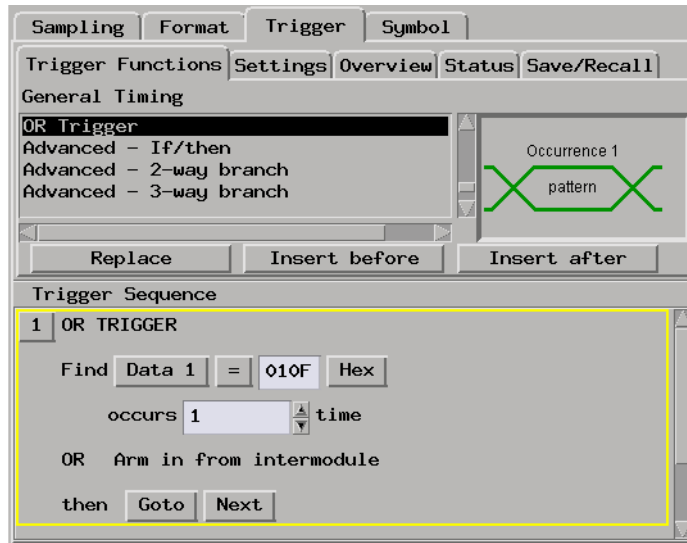 Sampling Format Trigger Symbol
Trigger Functions Settings Overview Status Save/Recall
General Timing
OR Trigger
Advanced - If/then
Advanced - 2-way branch
Advanced - 3-way branch
Occurrence 1
pattern
Replace Insert before Insert after
Trigger Sequence
1 OR TRIGGER
Find Data 1 = 010F Hex
occurs 1 time
OR Arm in from intermodule
then Goto Next